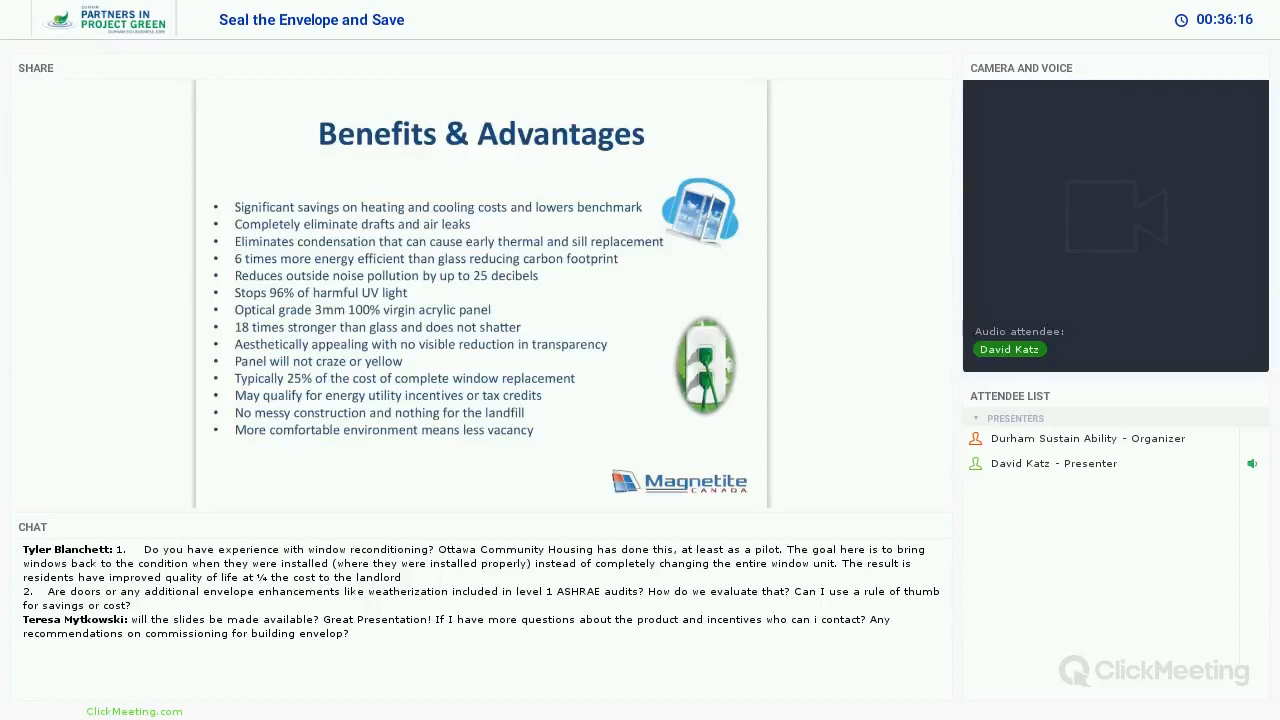 DURHAM
PARTNERS IN
PROJECT GREEN
DURHAM ECO-BUSINESS ZONE
Seal the Envelope and Save
00:36:16
SHARE
CAMERA AND VOICE
Benefits & Advantages
• Significant savings on heating and cooling costs and lowers benchmark
• Completely eliminate drafts and air leaks
• Eliminates condensation that can cause early thermal and sill replacement
• 6 times more energy efficient than glass reducing carbon footprint
• Reduces outside noise pollution by up to 25 decibels
• Stops 96% of harmful UV light
• Optical grade 3mm 100% virgin acrylic panel
• 18 times stronger than glass and does not shatter
• Aesthetically appealing with no visible reduction in transparency
• Panel will not craze or yellow
• Typically 25% of the cost of complete window replacement
• May qualify for energy utility incentives or tax credits
• No messy construction and nothing for the landfill
• More comfortable environment means less vacancy
Magnetite
CANADA
Audio attendee:
David Katz
ATTENDEE LIST
PRESENTERS
Durham Sustain Ability - Organizer
David Katz - Presenter
CHAT
Tyler Blanchett: 1. Do you have experience with window reconditioning? Ottawa Community Housing has done this, at least as a pilot. The goal here is to bring
windows back to the condition when they were installed (where they were installed properly) instead of completely changing the entire window unit. The result is
residents have improved quality of life at ¼ the cost to the landlord
2. Are doors or any additional envelope enhancements like weatherization included in level 1 ASHRAE audits? How do we evaluate that? Can I use a rule of thumb
for savings or cost?
Teresa Mytkowski: will the slides be made available? Great Presentation! If I have more questions about the product and incentives who can i contact? Any
recommendations on commissioning for building envelop?
ClickMeeting
ClickMeeting.com